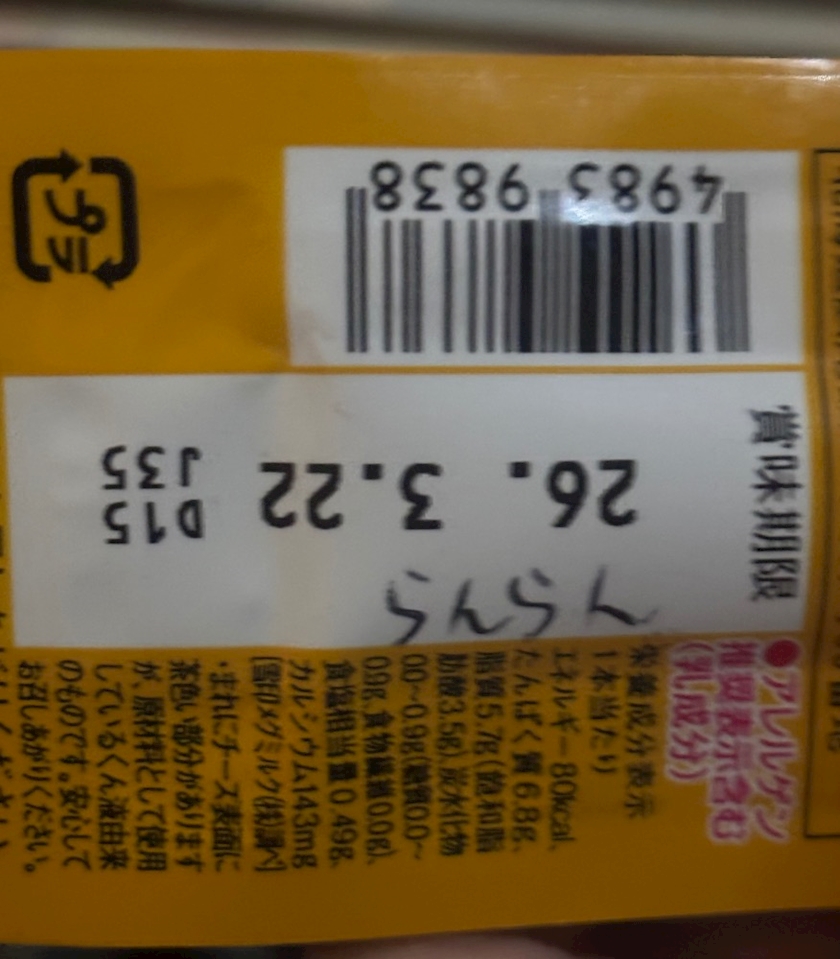 4983 9838
賞味期限
26. 3.22
D15
J35
プラ
●アレルゲン
推奨表示含む
(乳成分)
栄養成分表示
1本当たり
エネルギー80kcal、
たんぱく質6.8g、
脂質5.7g(飽和脂
肪酸3.5g)、炭水化物
0.0~0.9g(糖質0.0~
0.9g、食物繊維0.0g)、
食塩相当量0.49g、
カルシウム143mg
[雪印メグミルク(株)調べ]
・まれにチーズ表面に
茶色い部分があります
が、原材料として使用
しているくん液由来
のものです。安心して
お召しあがりください。